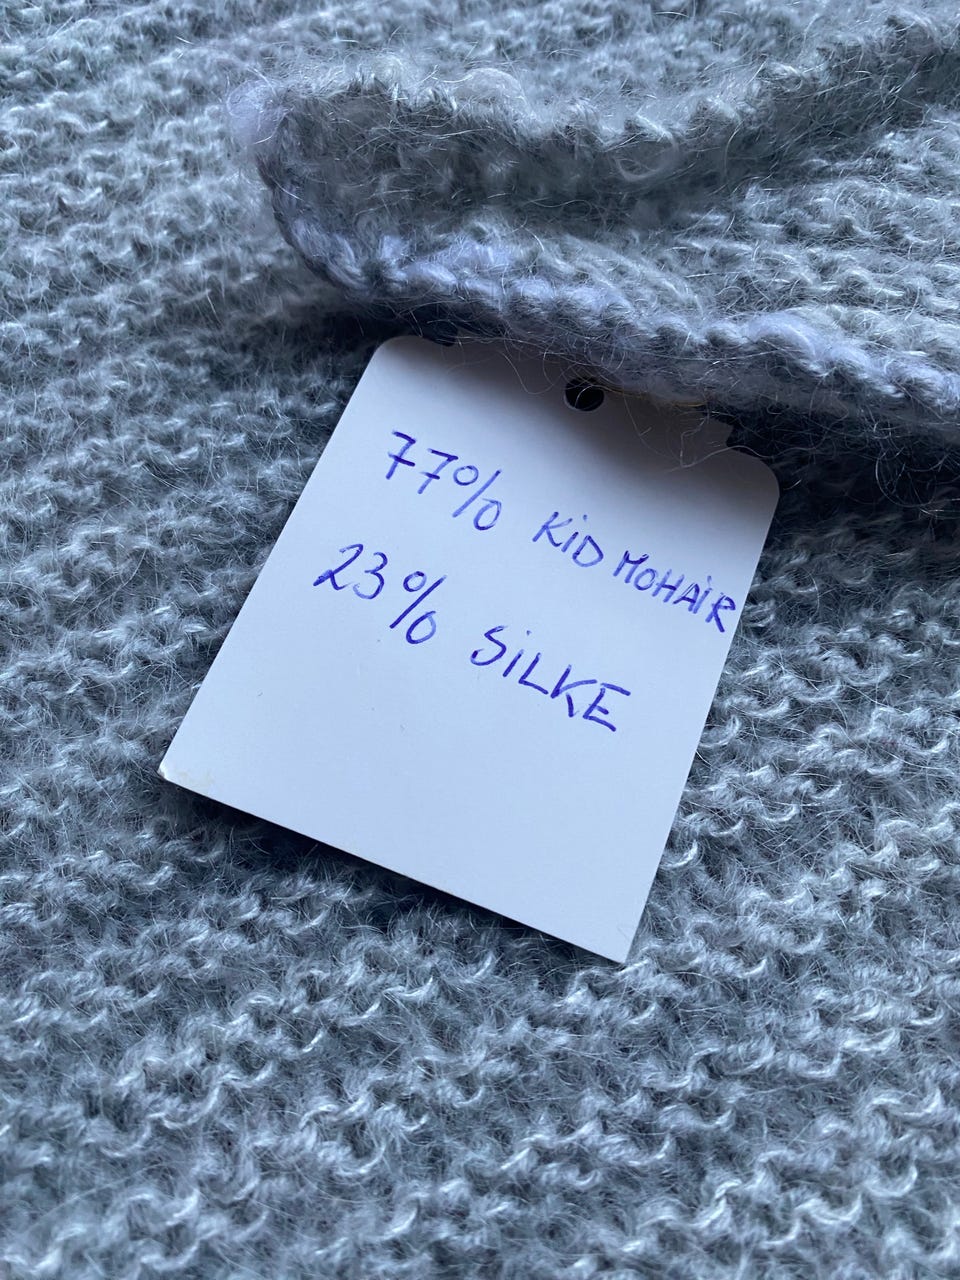 77% KiD MOHAiR
23% SiLKE